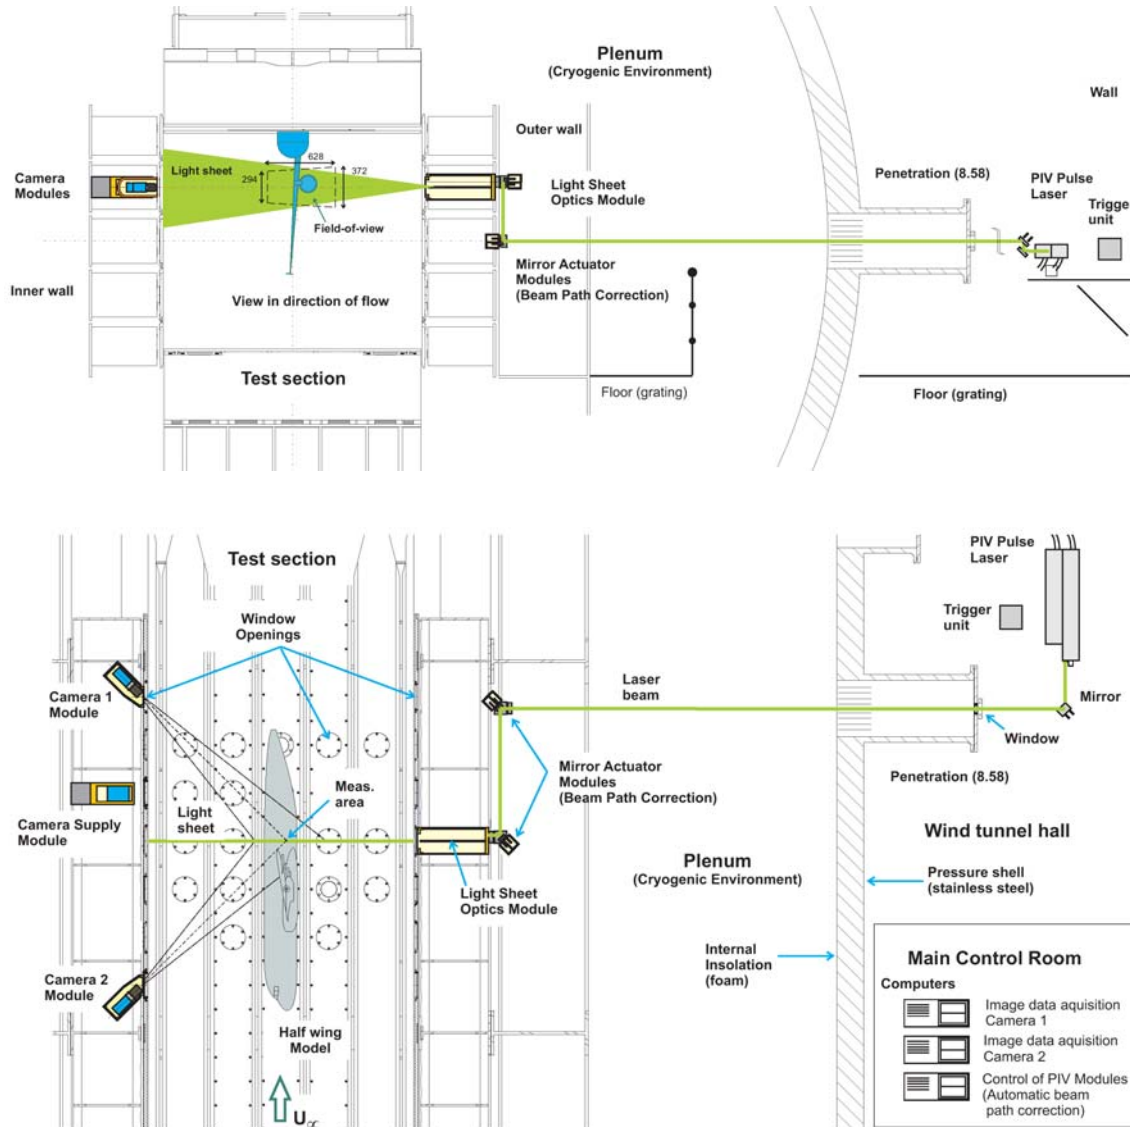 Plenum
(Cryogenic Environment)
Wall
Outer wall
628
Light sheet
294
372
Camera
Modules
Light Sheet
Optics Module
Penetration (8.58)
PIV Pulse
Laser
Trigger
unit
Field-of-view
Mirror Actuator
Modules
(Beam Path Correction)
Inner wall
View in direction of flow
Test section
Floor (grating)
Floor (grating)
Test section
PIV Pulse
Laser
Window
Openings
Trigger
unit
Camera 1
Module
Laser
beam
Mirror
Window
Mirror Actuator
Modules
(Beam Path Correction)
Penetration (8.58)
Meas.
area
Light
sheet
Camera Supply
Module
Wind tunnel hall
Plenum
(Cryogenic Environment)
Pressure shell
(stainless steel)
Light Sheet
Optics Module
Internal
Insolation
(foam)
Camera 2
Module
Half wing
Model
U∞
Main Control Room
Computers
Image data aquisition
Camera 1
Image data aquisition
Camera 2
Control of PIV Modules
(Automatic beam
path correction)